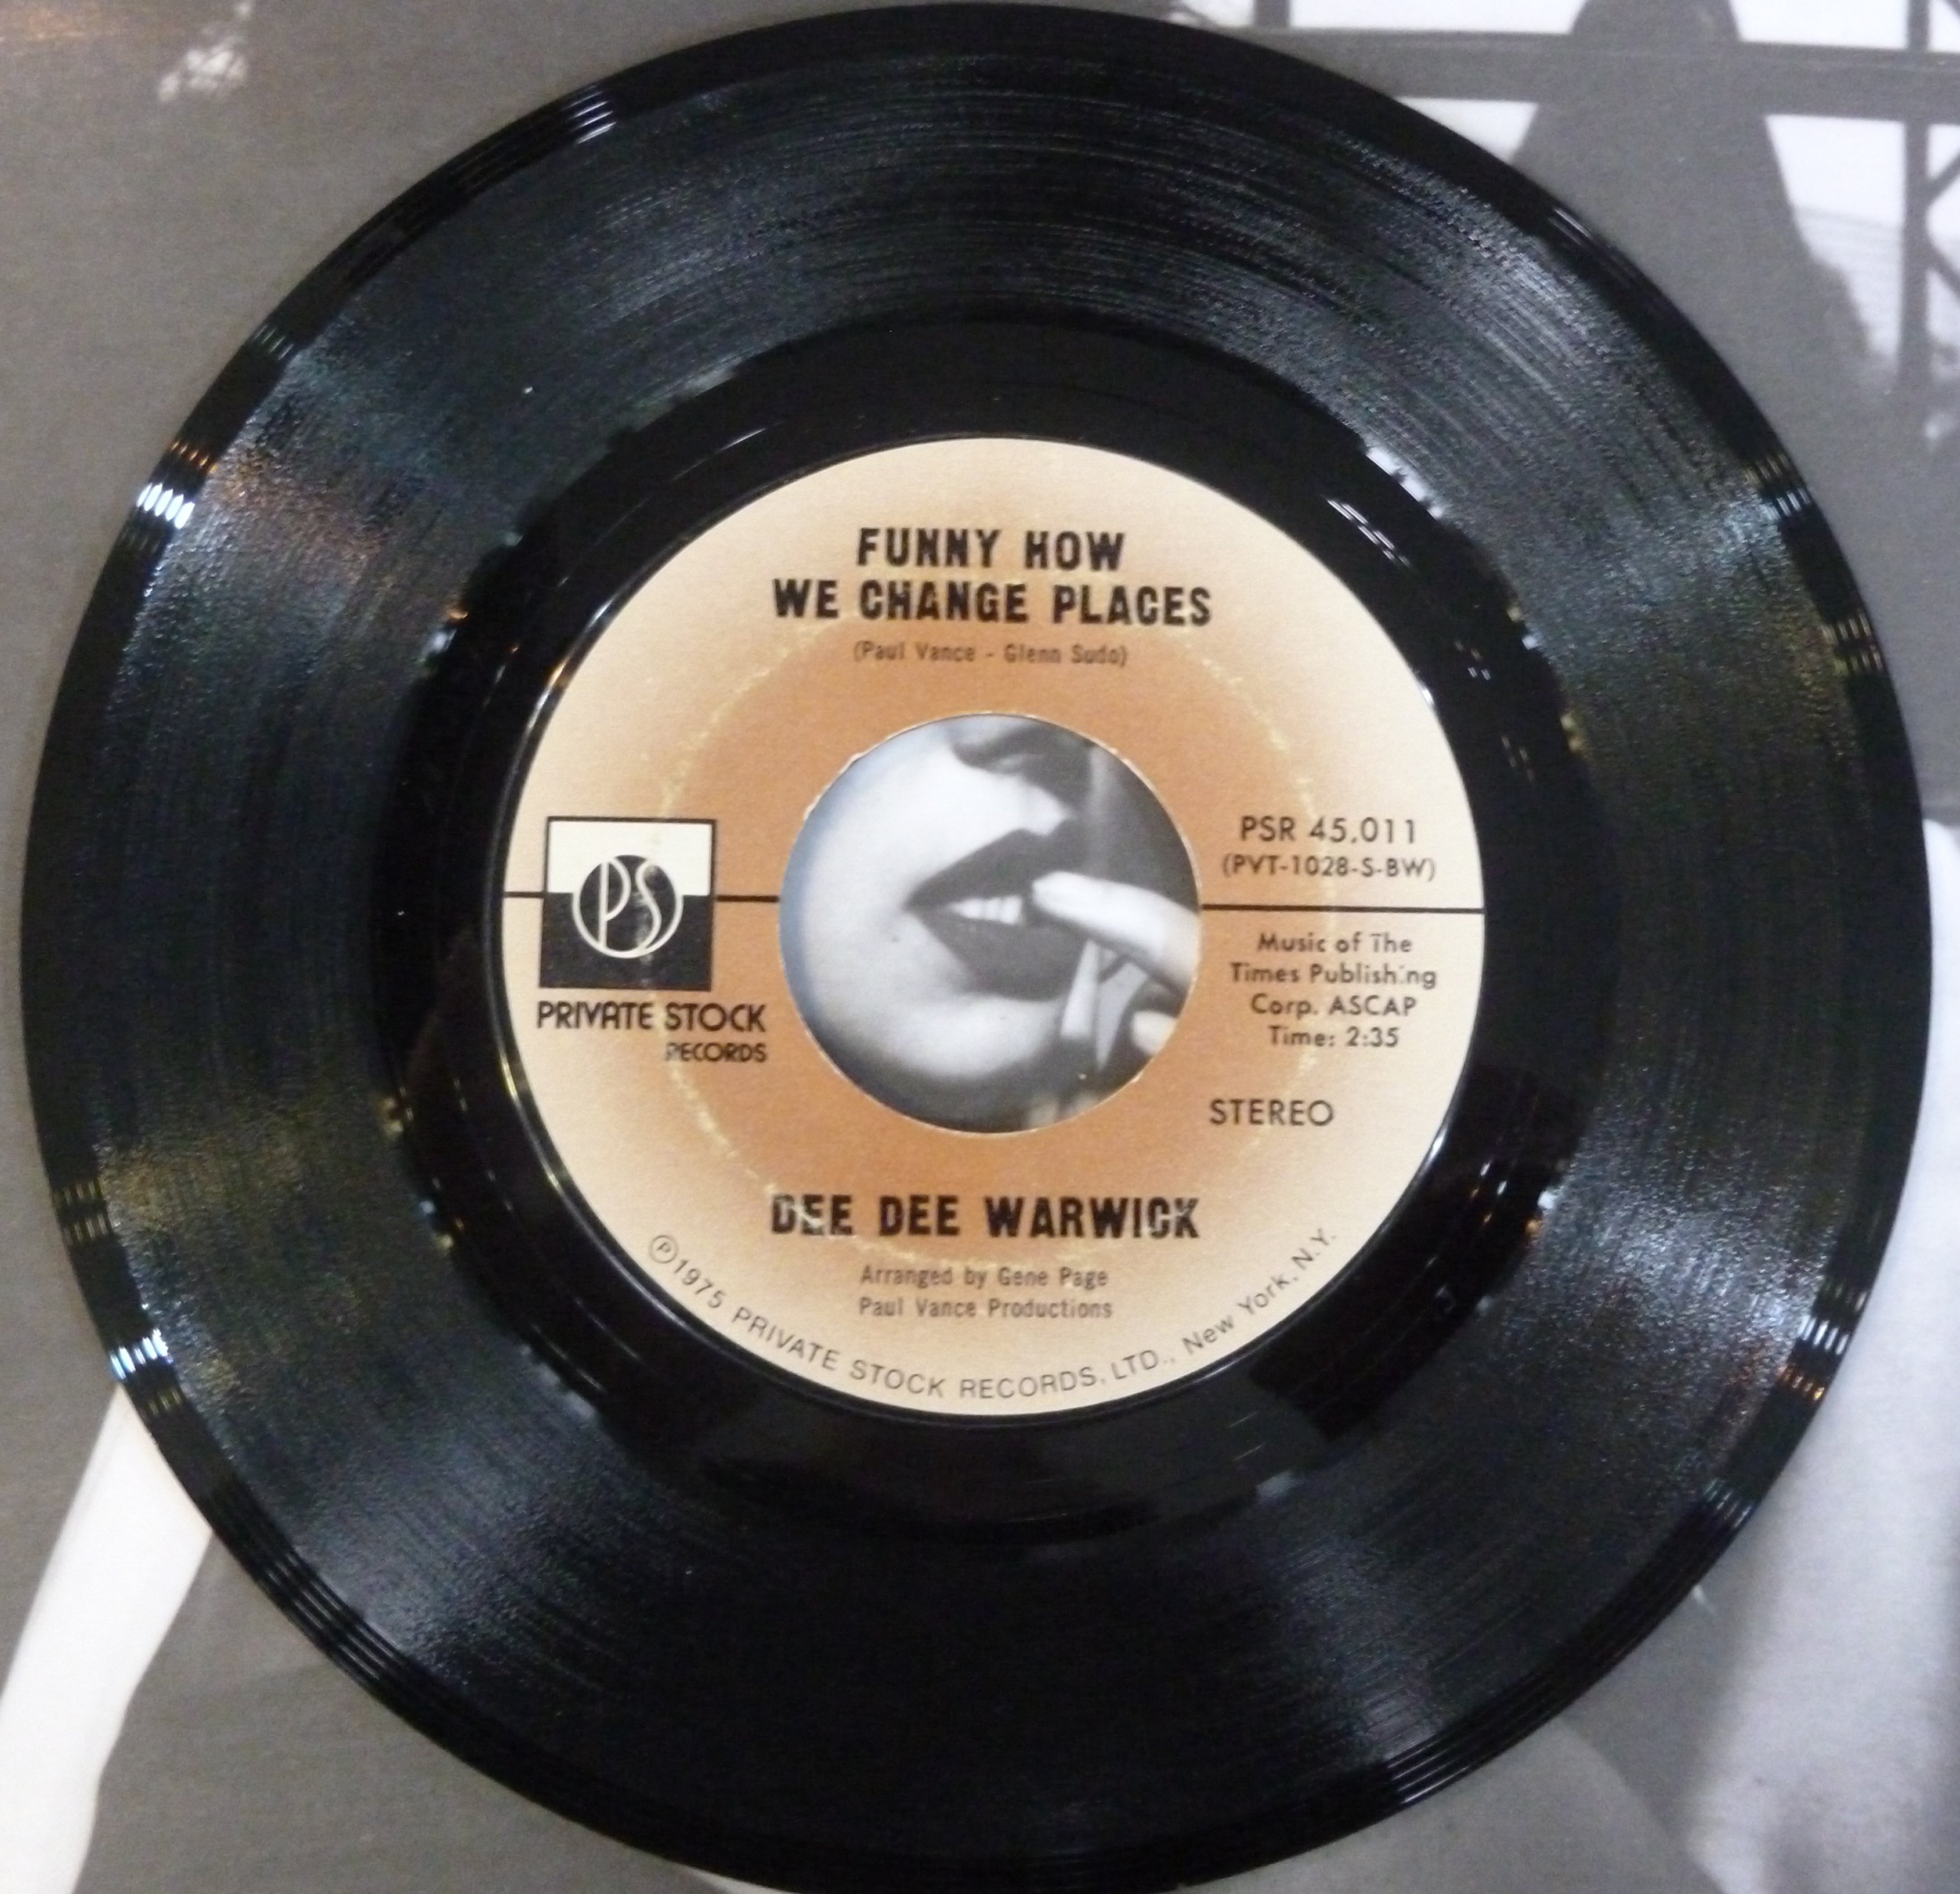 FUNNY HOW
WE CHANGE PLACES
(Paul Vance - Glenn Sudo)
PS
PRIVATE STOCK
RECORDS
PSR 45,011
(PVT-1028-S-BW)
Music of The
Times Publishing
Corp. ASCAP
Time: 2:35
STEREO
DEE DEE WARWICK
Arranged by Gene Page
Paul Vance Productions
Ⓟ1975 PRIVATE STOCK RECORDS, LTD., New York, N.Y.